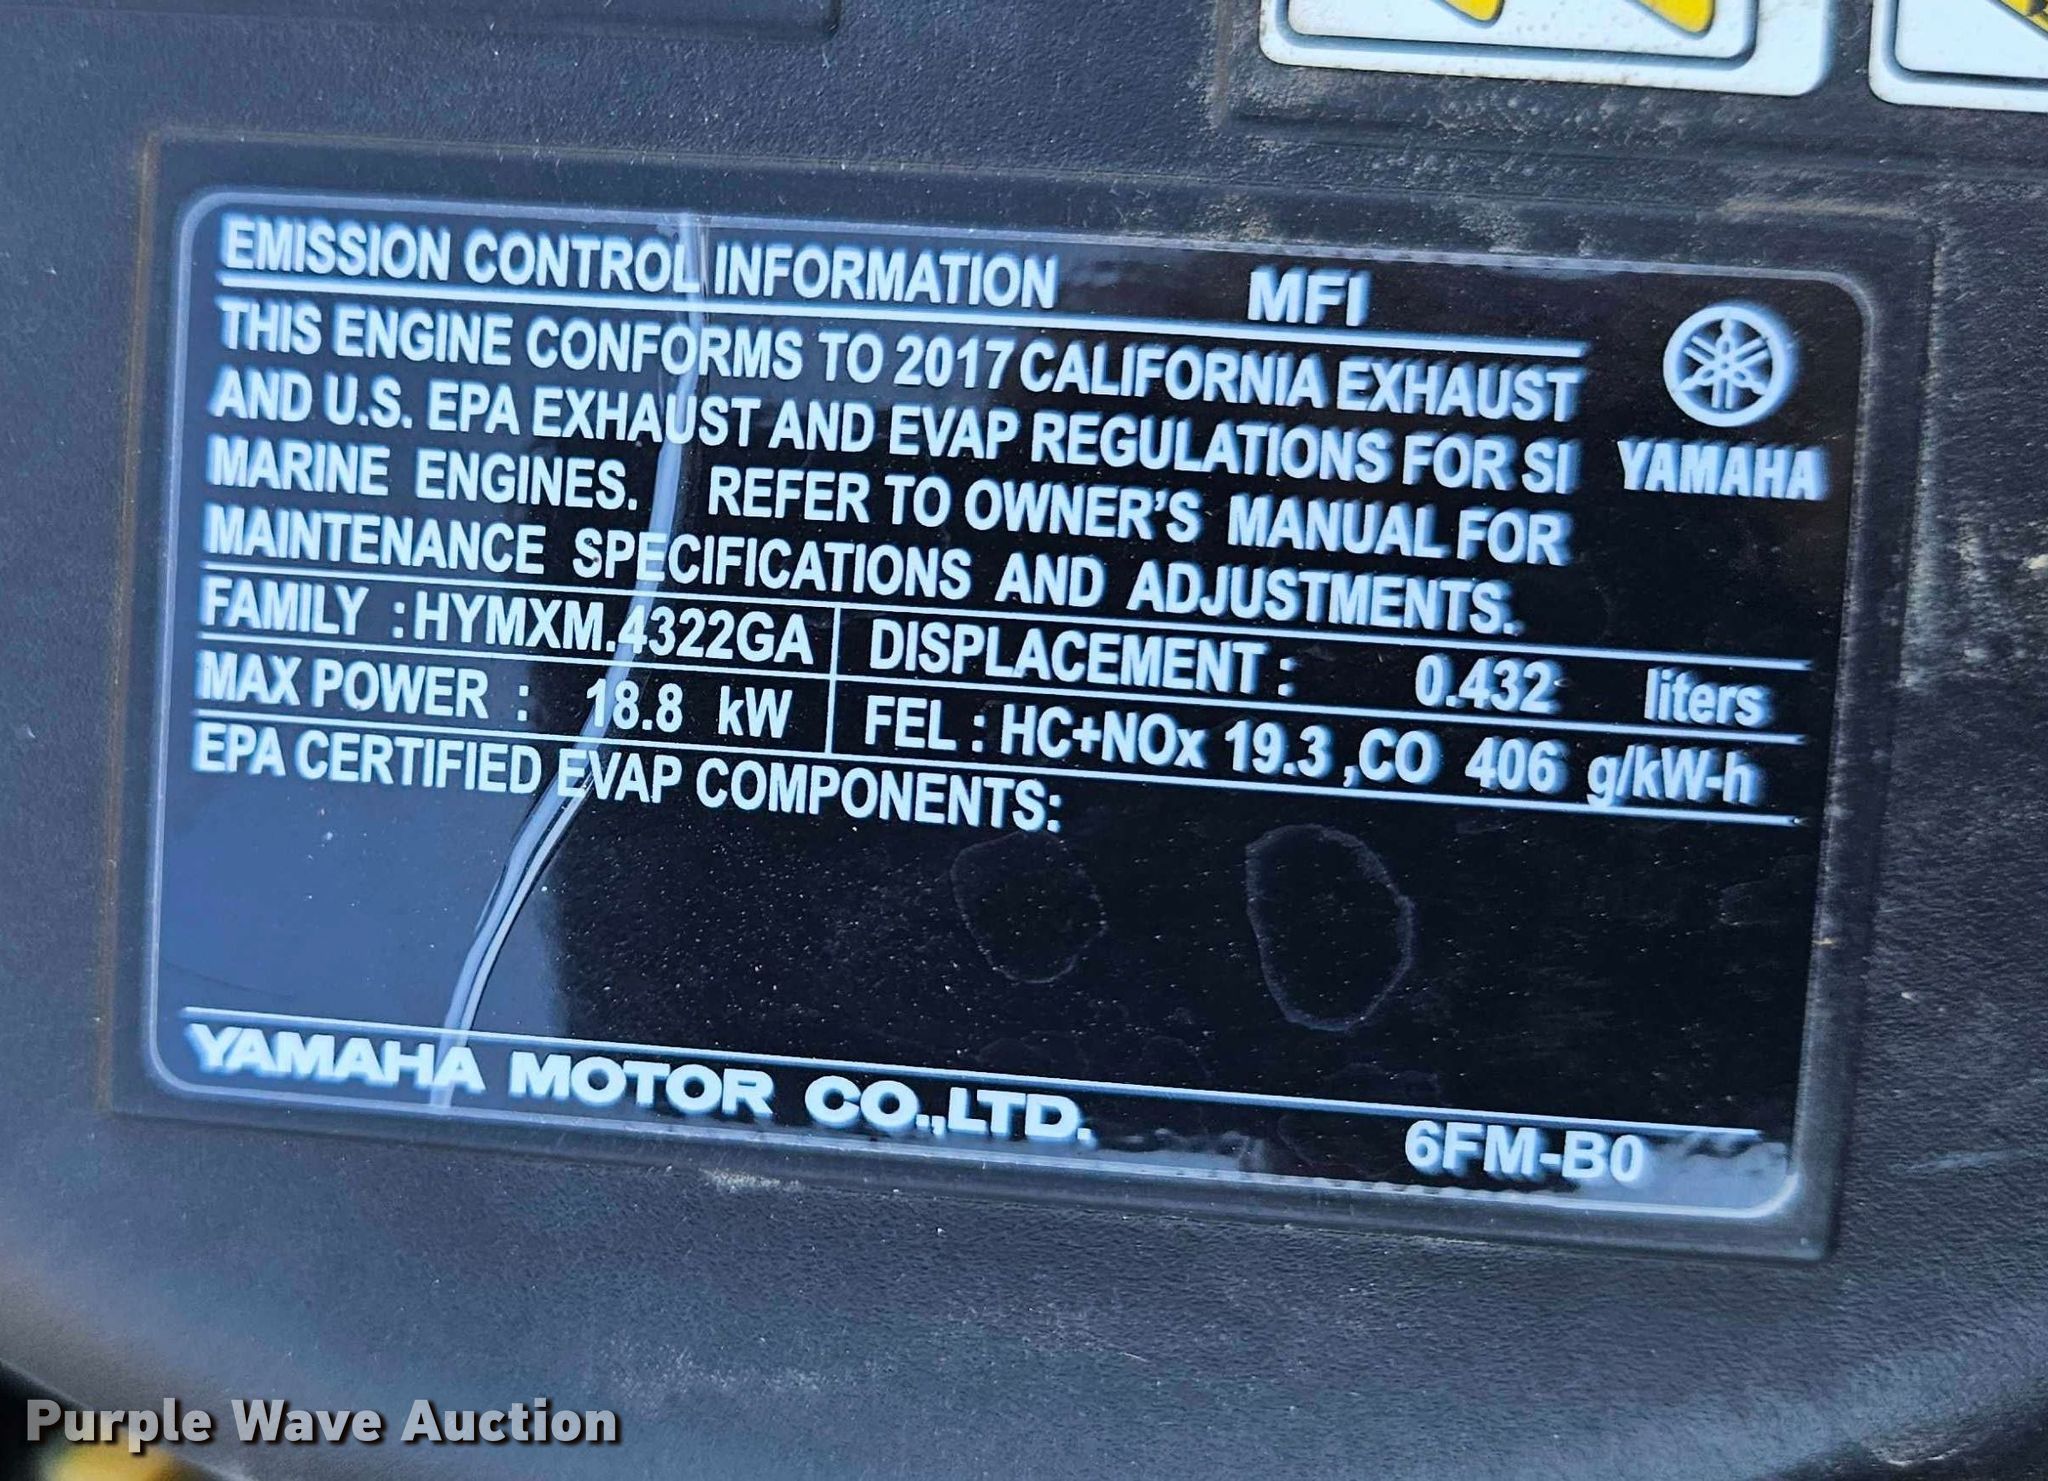 EMISSION CONTROL INFORMATION MFI
THIS ENGINE CONFORMS TO 2017 CALIFORNIA EXHAUST
AND U.S. EPA EXHAUST AND EVAP REGULATIONS FOR SI
MARINE ENGINES. REFER TO OWNER'S MANUAL FOR
MAINTENANCE SPECIFICATIONS AND ADJUSTMENTS.
YAMAHA
FAMILY : HYMXM.4322GA DISPLACEMENT : 0.432 liters
MAX POWER : 18.8 kW FEL : HC+NOx 19.3 ,CO 406 g/kW-h
EPA CERTIFIED EVAP COMPONENTS:
YAMAHA MOTOR CO.,LTD. 6FM-B0
Purple Wave Auction